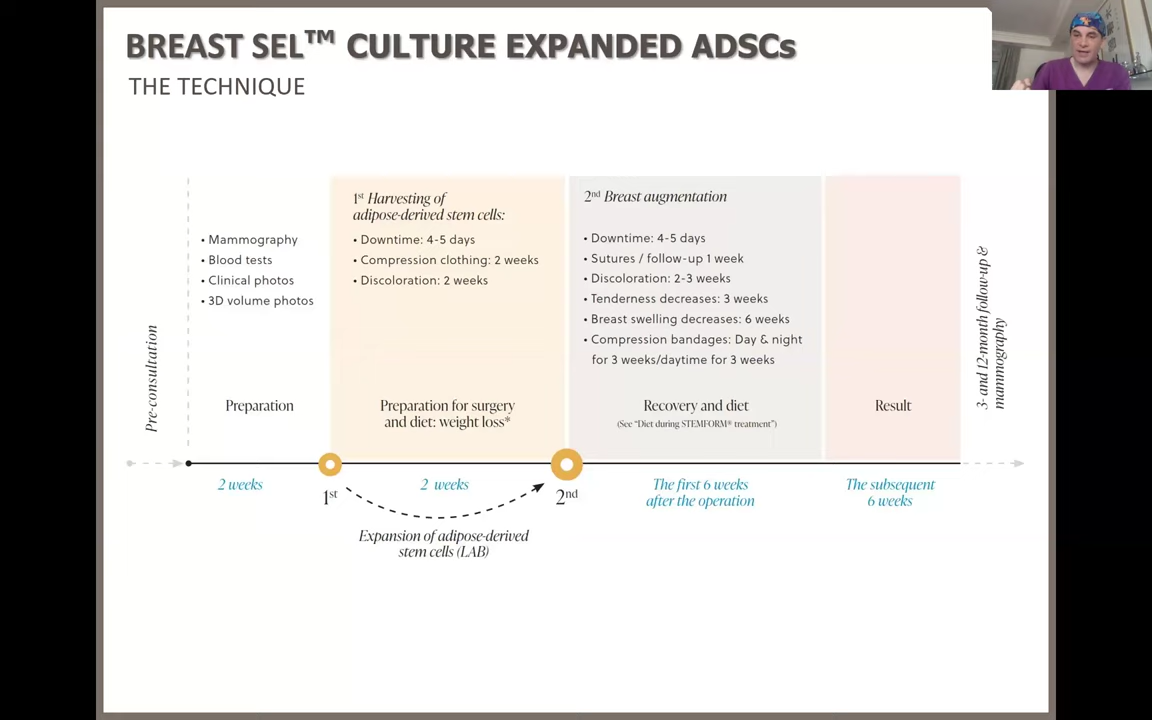 BREAST SEL™ CULTURE EXPANDED ADSCs
THE TECHNIQUE
Pre-consultation
• Mammography
• Blood tests
• Clinical photos
• 3D volume photos
Preparation
2 weeks
1st Harvesting of
adipose-derived stem cells:
• Downtime: 4-5 days
• Compression clothing: 2 weeks
• Discoloration: 2 weeks
Preparation for surgery
and diet: weight loss*
1st
2 weeks
Expansion of adipose-derived
stem cells (LAB)
2nd Breast augmentation
• Downtime: 4-5 days
• Sutures / follow-up 1 week
• Discoloration: 2-3 weeks
• Tenderness decreases: 3 weeks
• Breast swelling decreases: 6 weeks
• Compression bandages: Day & night
for 3 weeks/daytime for 3 weeks
Recovery and diet
(See “Diet during STEMFORM® treatment”)
2nd
The first 6 weeks
after the operation
Result
The subsequent
6 weeks
3- and 12-month follow-up &
mammography